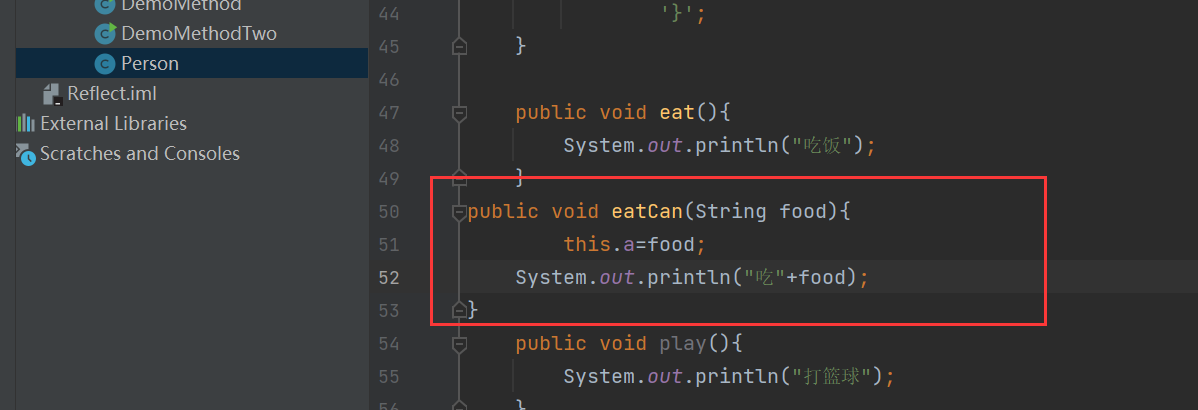 DemoMethod
DemoMethodTwo
Person
Reflect.iml
External Libraries
Scratches and Consoles
44 '}';
45 }
46
47 public void eat(){
48 System.out.println("吃饭");
49 }
50 public void eatCan(String food){
51 this.a=food;
52 System.out.println("吃"+food);
53 }
54 public void play(){
55 System.out.println("打篮球");
56 }